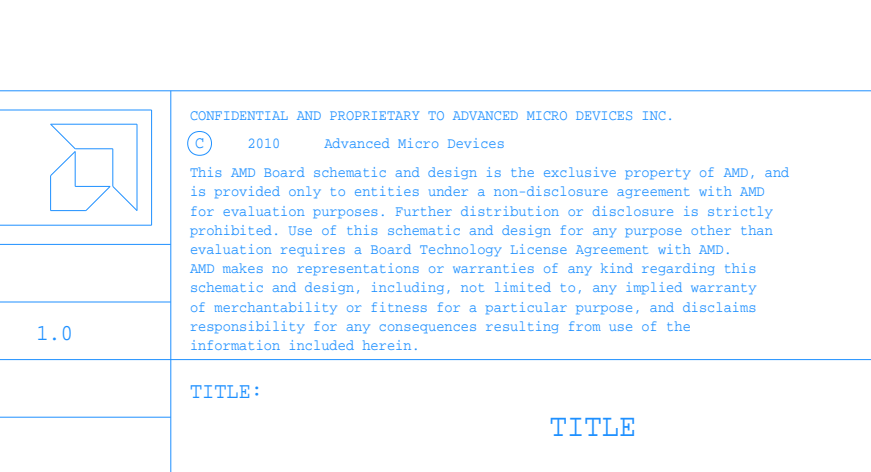 CONFIDENTIAL AND PROPRIETARY TO ADVANCED MICRO DEVICES INC.
C 2010 Advanced Micro Devices
This AMD Board schematic and design is the exclusive property of AMD, and
is provided only to entities under a non-disclosure agreement with AMD
for evaluation purposes. Further distribution or disclosure is strictly
prohibited. Use of this schematic and design for any purpose other than
evaluation requires a Board Technology License Agreement with AMD.
AMD makes no representations or warranties of any kind regarding this
schematic and design, including, not limited to, any implied warranty
of merchantability or fitness for a particular purpose, and disclaims
responsibility for any consequences resulting from use of the
information included herein.
1.0
TITLE:
TITLE